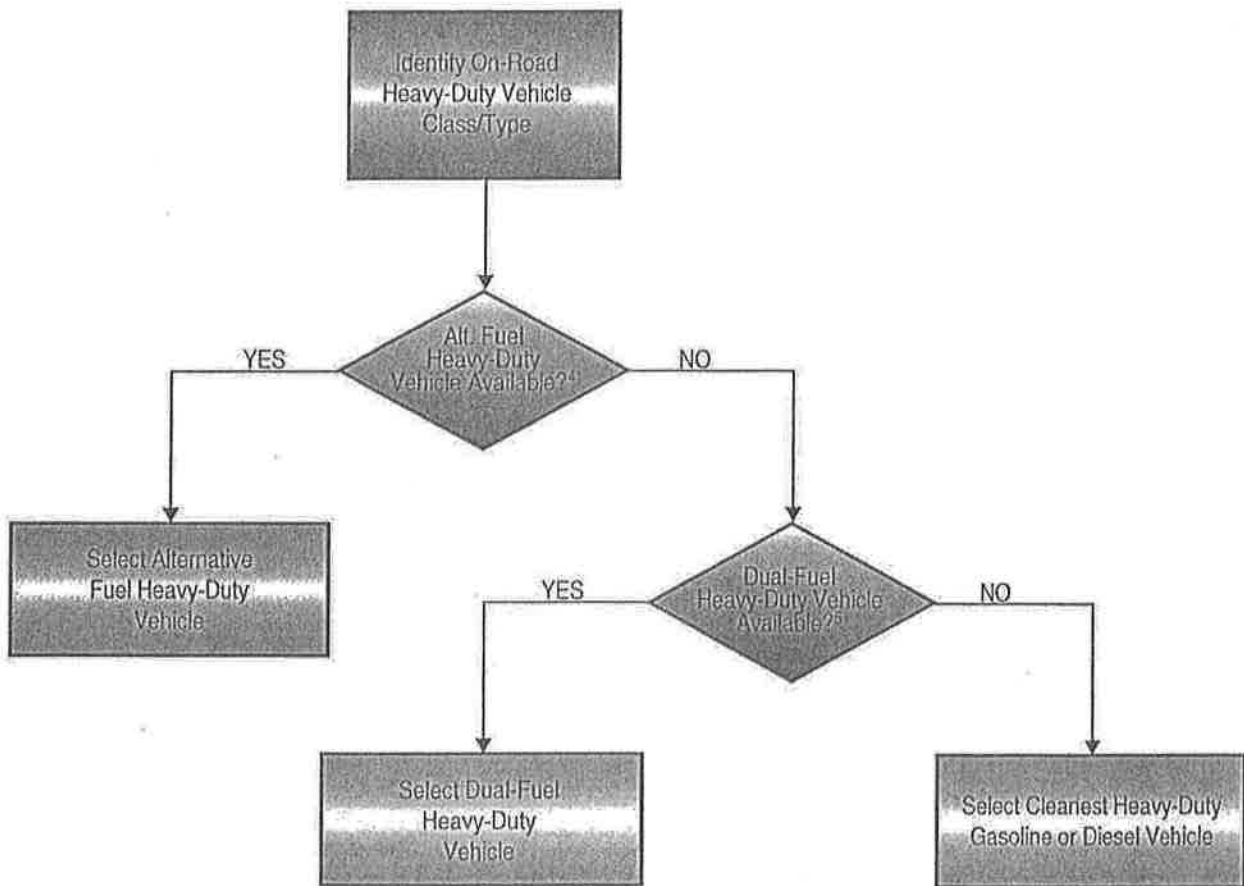 Identify On-Road
Heavy-Duty Vehicle
Class/Type
Alt. Fuel
Heavy-Duty
Vehicle Available?⁴
YES
NO
Select Alternative
Fuel Heavy-Duty
Vehicle
Dual-Fuel
Heavy-Duty Vehicle
Available?⁵
YES
NO
Select Dual-Fuel
Heavy-Duty
Vehicle
Select Cleanest Heavy-Duty
Gasoline or Diesel Vehicle